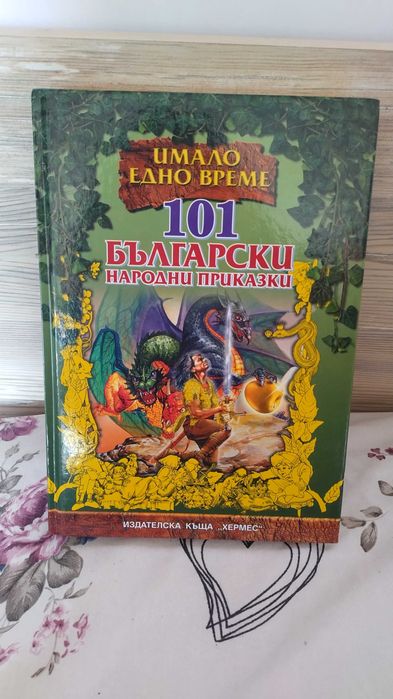 ИМАЛО
ЕДНО ВРЕМЕ
101
БЪЛГАРСКИ
НАРОДНИ ПРИКАЗКИ
ИЗДАТЕЛСКА КЪЩА „ХЕРМЕС“